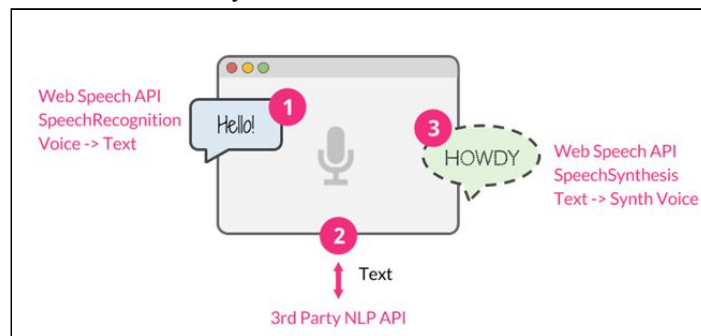 Web Speech API
SpeechRecognition
Voice -> Text
1
Hello!
3
HOWDY
Web Speech API
SpeechSynthesis
Text -> Synth Voice
2
Text
3rd Party NLP API